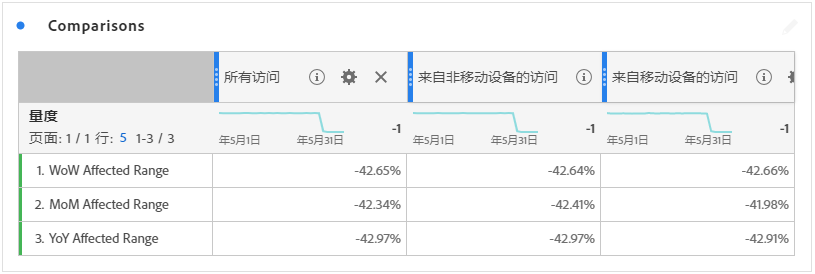 Comparisons
所有访问
来自非移动设备的访问
来自移动设备的访问
量度
页面: 1 / 1 行: 5 1-3 / 3
年5月1日 年5月31日 -1
年5月1日 年5月31日 -1
年5月1日 年5月31日 -1
1. WoW Affected Range -42.65% -42.64% -42.66%
2. MoM Affected Range -42.34% -42.41% -41.98%
3. YoY Affected Range -42.97% -42.97% -42.91%